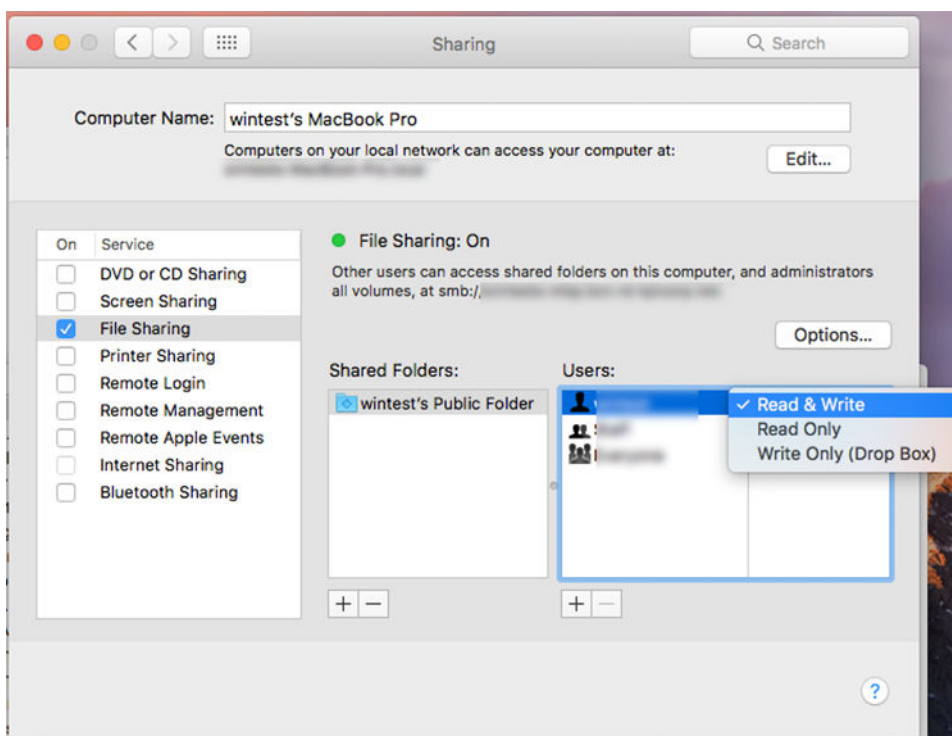 Sharing
Search
Computer Name: wintest's MacBook Pro
Computers on your local network can access your computer at:
Edit...
On Service
DVD or CD Sharing
Screen Sharing
File Sharing
Printer Sharing
Remote Login
Remote Management
Remote Apple Events
Internet Sharing
Bluetooth Sharing
File Sharing: On
Other users can access shared folders on this computer, and administrators
all volumes, at smb:/
Options...
Shared Folders:
wintest's Public Folder
Users:
Read & Write
Read Only
Write Only (Drop Box)
+ −
+ −
?